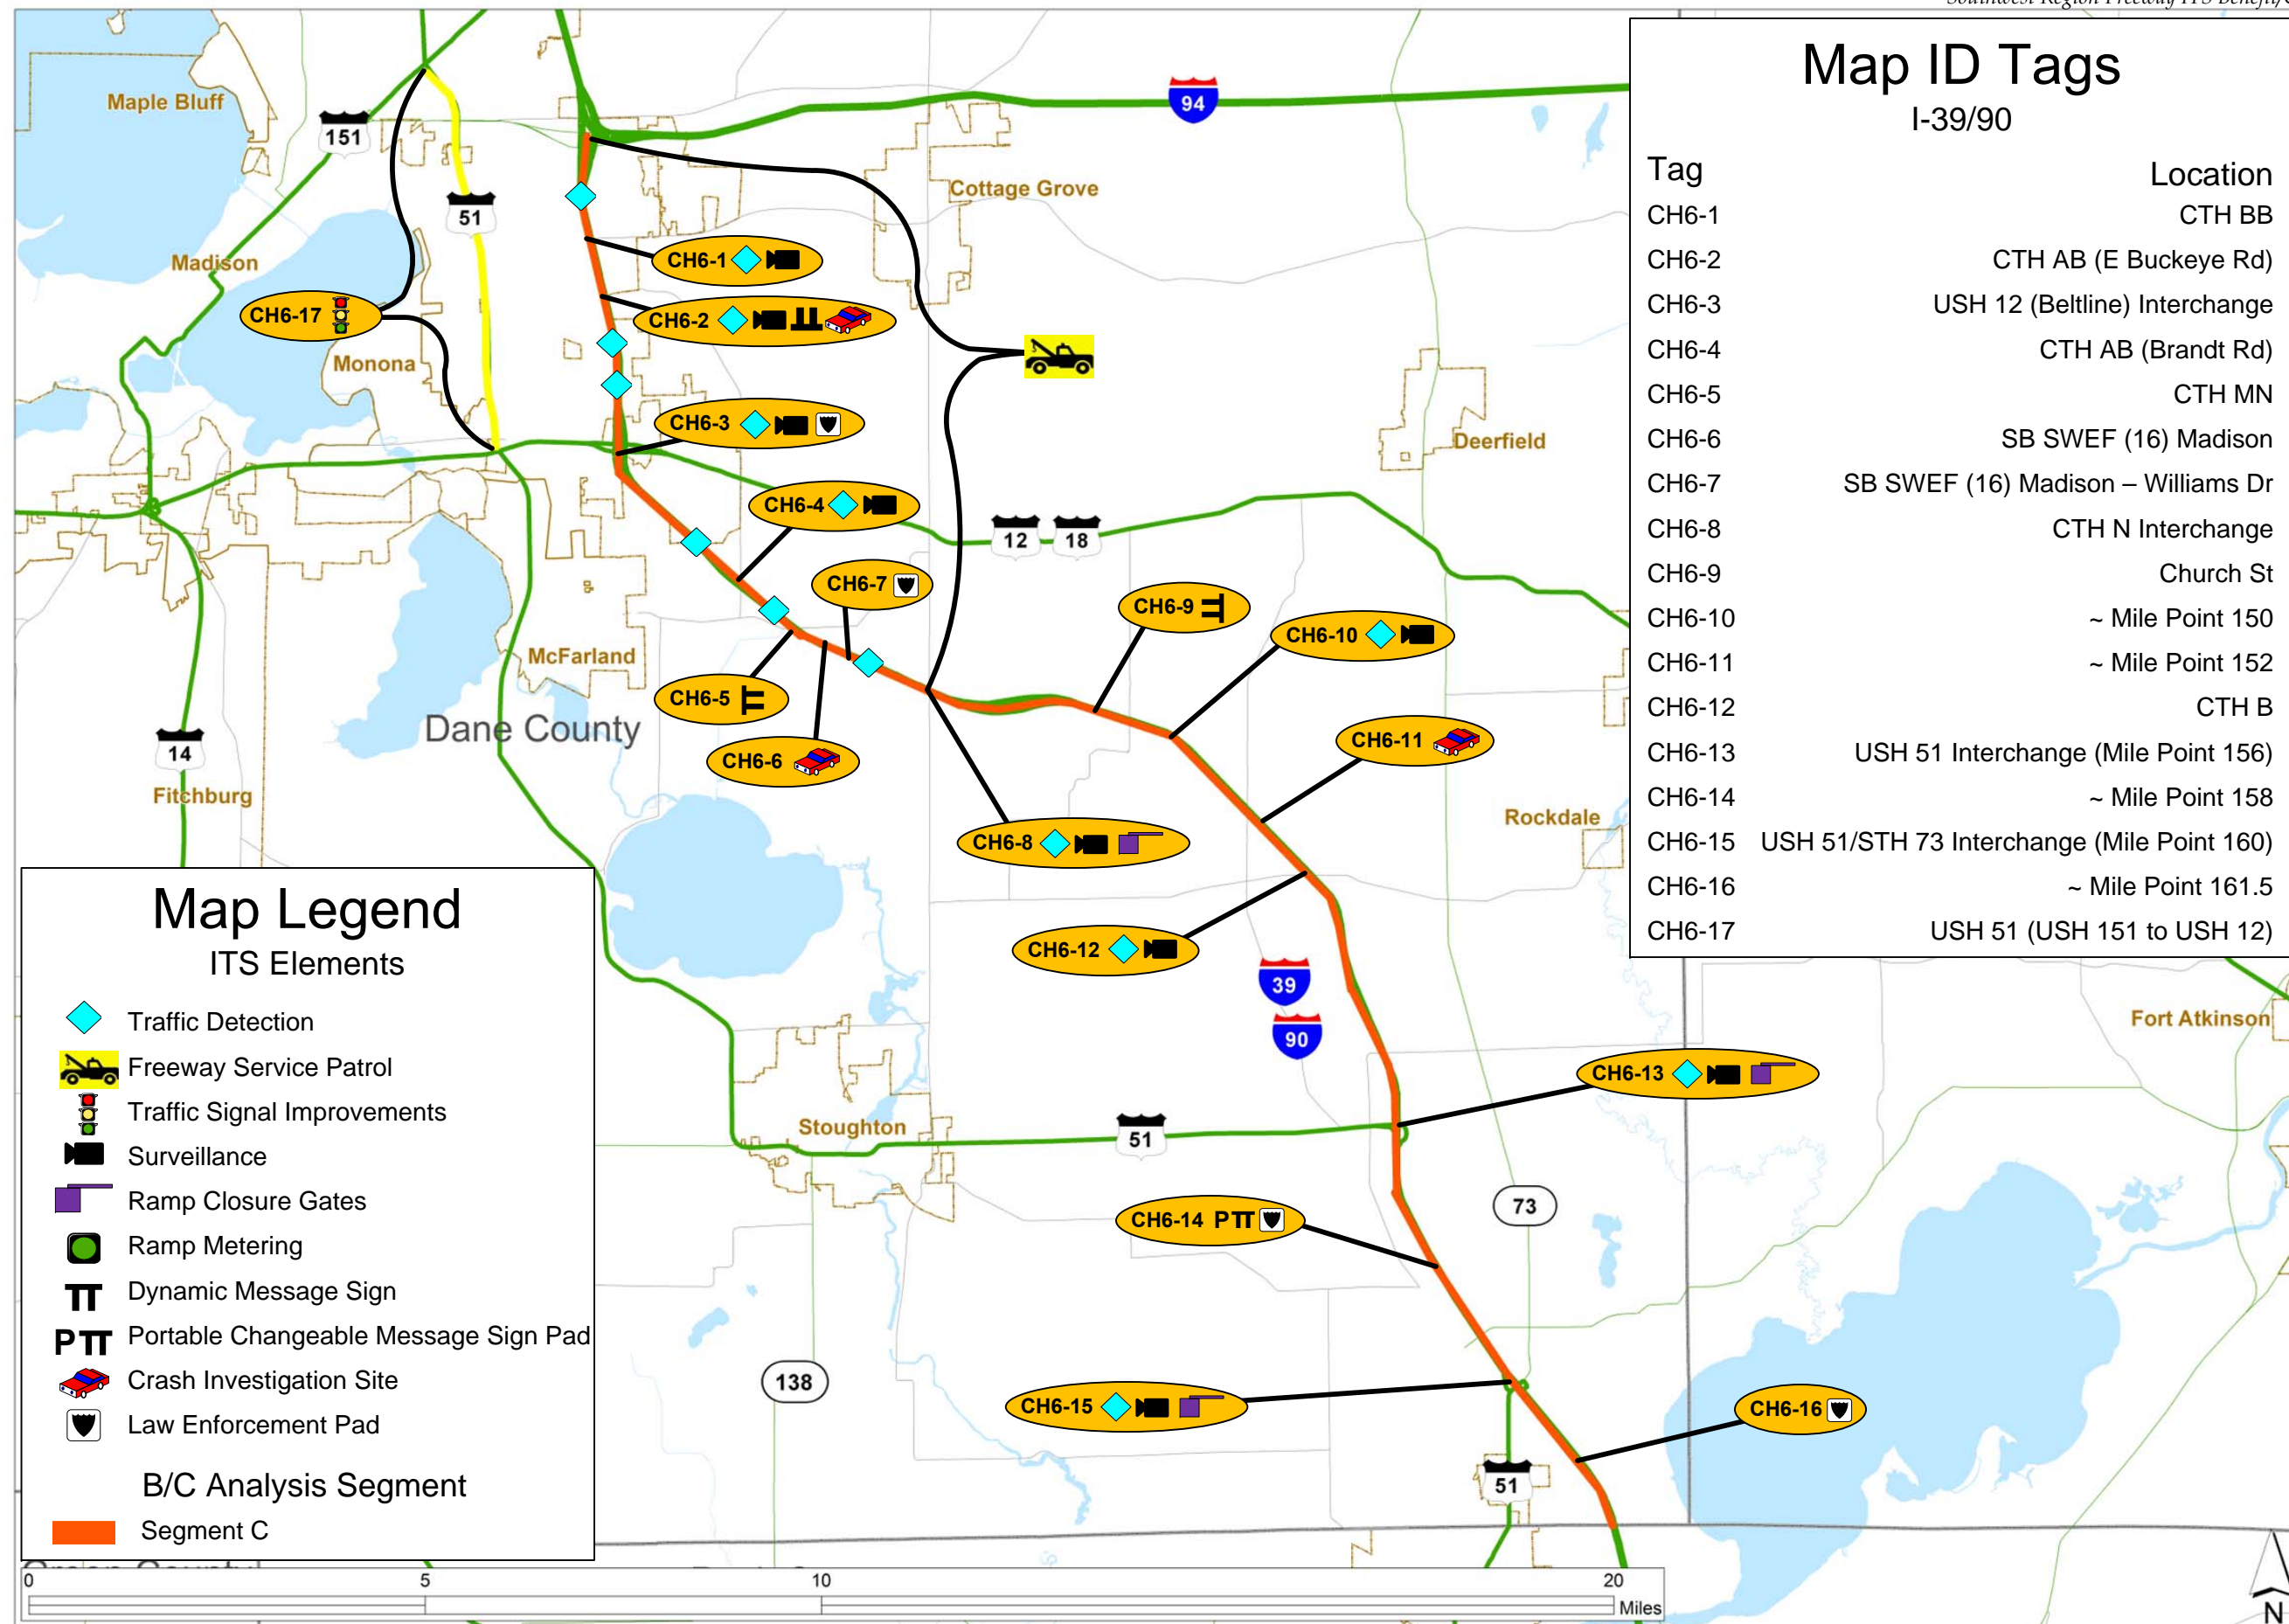 Southwest Region Freeway ITS Benefit/C
Map ID Tags
I-39/90
Tag Location
CH6-1 CTH BB
CH6-2 CTH AB (E Buckeye Rd)
CH6-3 USH 12 (Beltline) Interchange
CH6-4 CTH AB (Brandt Rd)
CH6-5 CTH MN
CH6-6 SB SWEF (16) Madison
CH6-7 SB SWEF (16) Madison – Williams Dr
CH6-8 CTH N Interchange
CH6-9 Church St
CH6-10 ~ Mile Point 150
CH6-11 ~ Mile Point 152
CH6-12 CTH B
CH6-13 USH 51 Interchange (Mile Point 156)
CH6-14 ~ Mile Point 158
CH6-15 USH 51/STH 73 Interchange (Mile Point 160)
CH6-16 ~ Mile Point 161.5
CH6-17 USH 51 (USH 151 to USH 12)
Maple Bluff
151
94
Cottage Grove
51
Madison
CH6-1
CH6-17
CH6-2
Monona
CH6-3
Deerfield
CH6-4
12
18
CH6-7
CH6-9
CH6-10
McFarland
CH6-5
Dane County
CH6-6
CH6-11
14
Fitchburg
Rockdale
CH6-8
CH6-12
39
90
Fort Atkinson
CH6-13
Stoughton
51
73
CH6-14 PTT
138
CH6-15
CH6-16
51
Map Legend
ITS Elements
Traffic Detection
Freeway Service Patrol
Traffic Signal Improvements
Surveillance
Ramp Closure Gates
Ramp Metering
TT Dynamic Message Sign
PTT Portable Changeable Message Sign Pad
Crash Investigation Site
Law Enforcement Pad
B/C Analysis Segment
Segment C
0 5 10 20
Miles
N